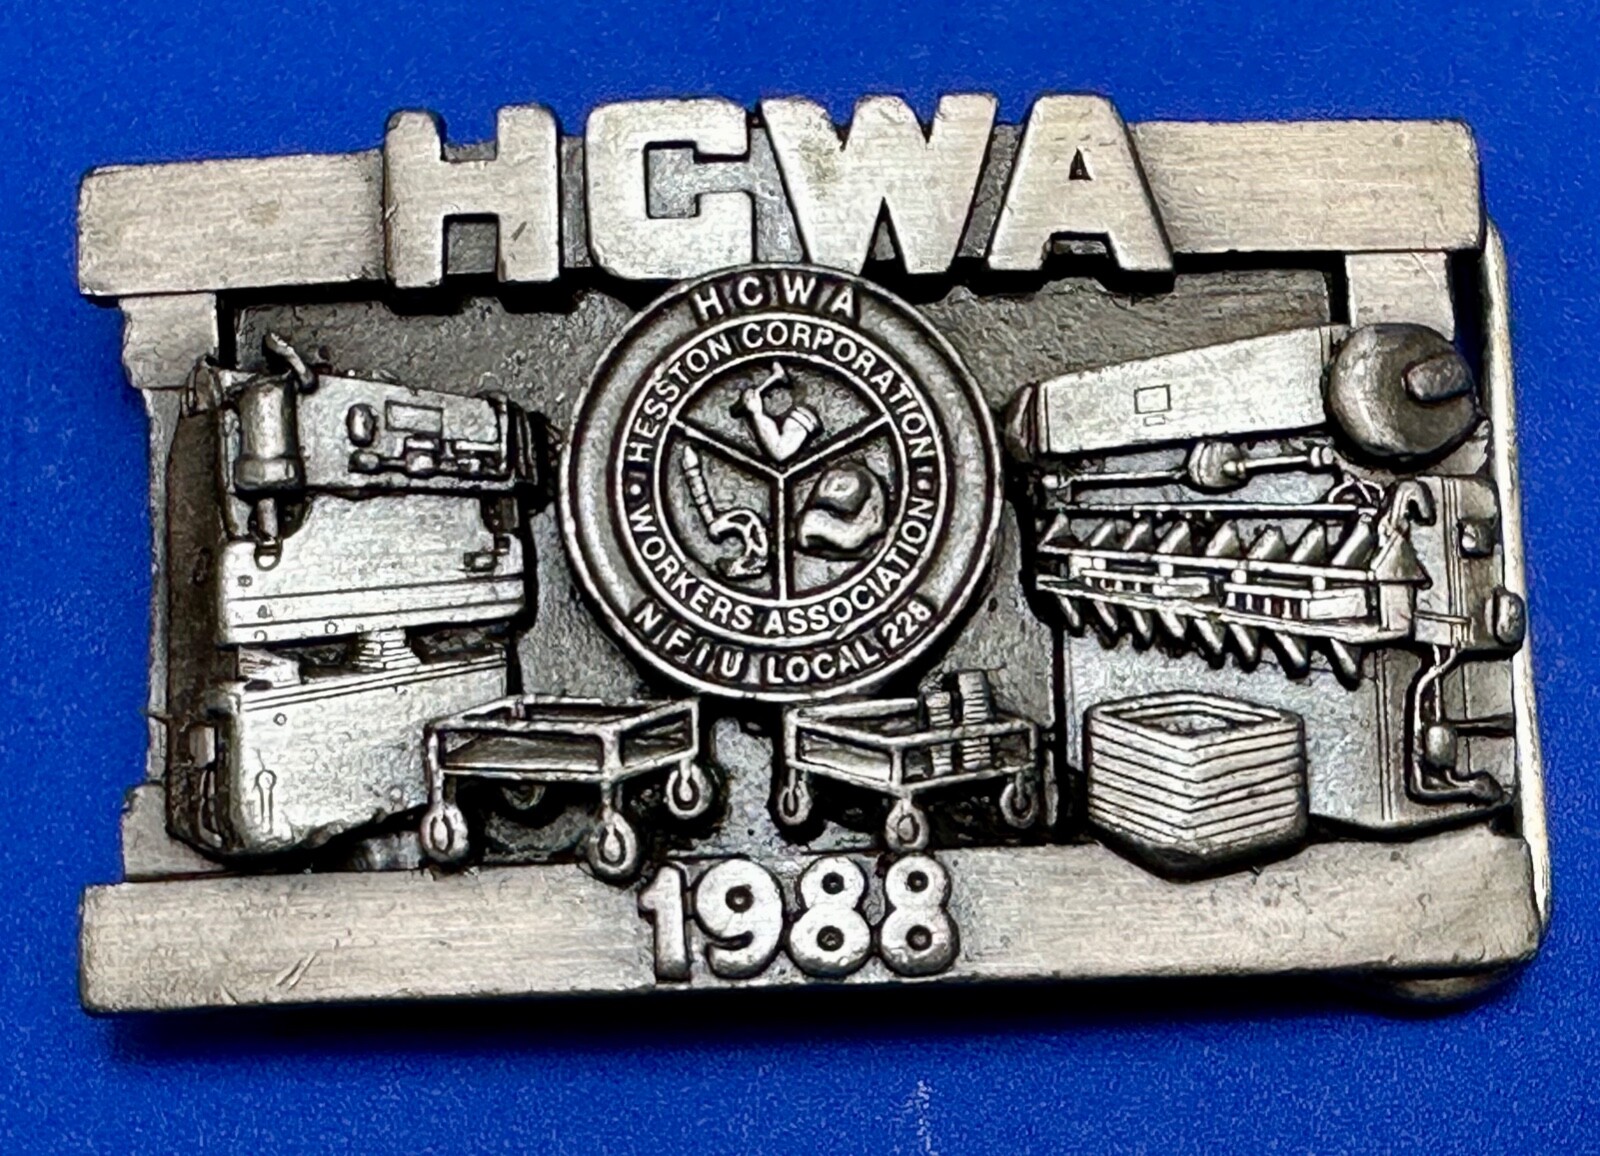 HCWA
HCWA
HESSTON CORPORATION
WORKERS ASSOCIATION
NFIU LOCAL 228
1988